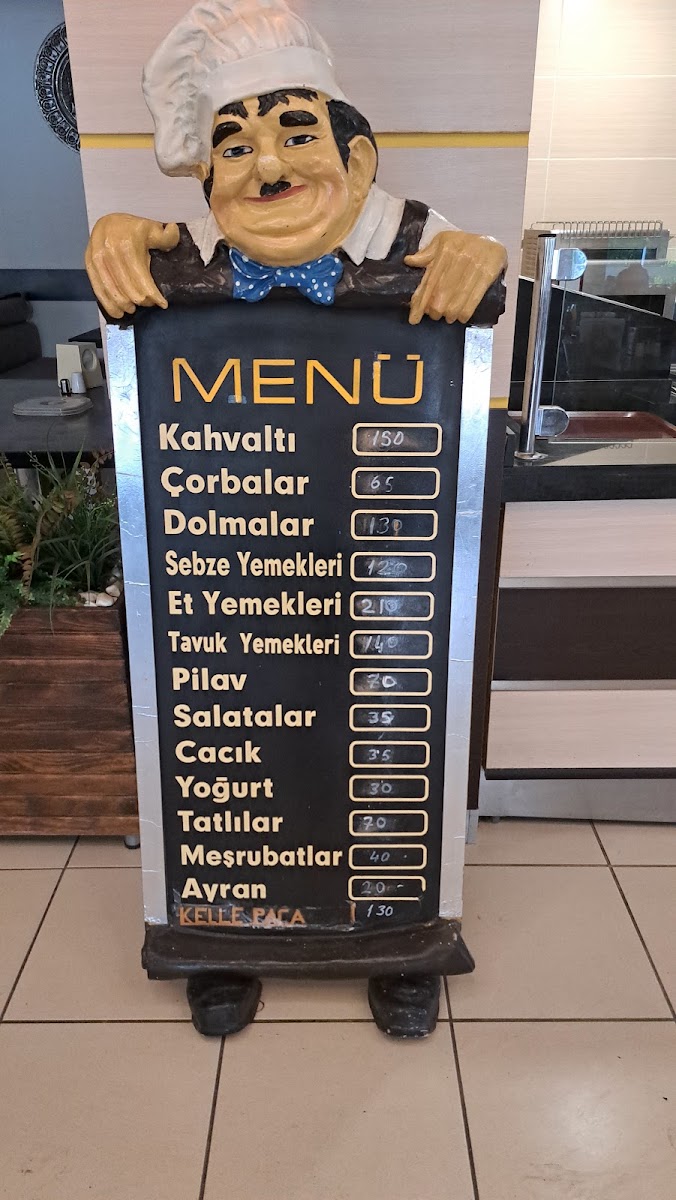 MENÜ
Kahvaltı 150
Çorbalar 65
Dolmalar 130
Sebze Yemekleri 120
Et Yemekleri 210
Tavuk Yemekleri 140
Pilav 70
Salatalar 35
Cacık 35
Yoğurt 30
Tatlılar 70
Meşrubatlar 40
Ayran 20
KELLE PAÇA 130